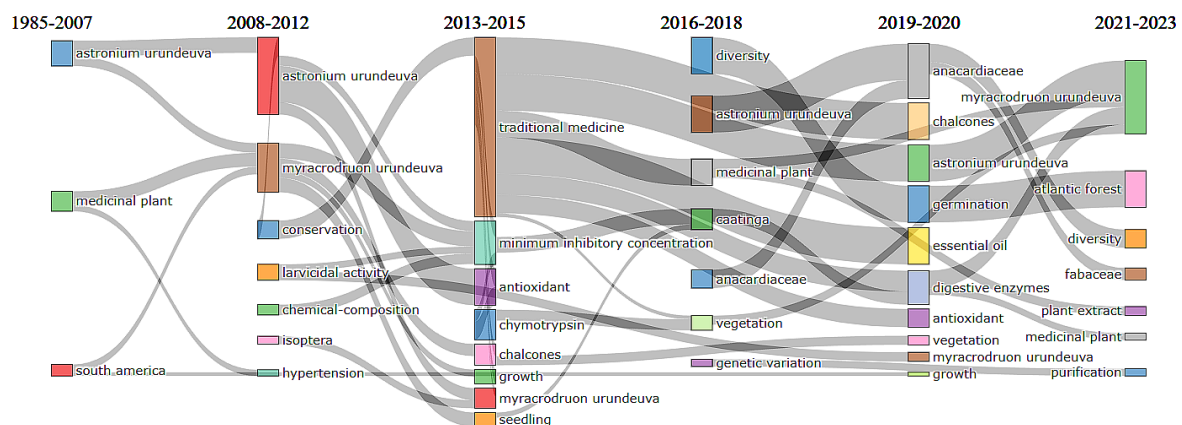 1985-2007
2008-2012
2013-2015
2016-2018
2019-2020
2021-2023
astronium urundeuva
medicinal plant
south america
astronium urundeuva
myracrodruon urundeuva
conservation
larvicidal activity
chemical-composition
isoptera
hypertension
traditional medicine
minimum inhibitory concentration
antioxidant
chymotrypsin
chalcones
growth
myracrodruon urundeuva
seedling
diversity
astronium urundeuva
medicinal plant
caatinga
anacardiaceae
vegetation
genetic variation
anacardiaceae
chalcones
astronium urundeuva
germination
essential oil
digestive enzymes
antioxidant
vegetation
myracrodruon urundeuva
growth
myracrodruon urundeuva
atlantic forest
diversity
fabaceae
plant extract
medicinal plant
purification